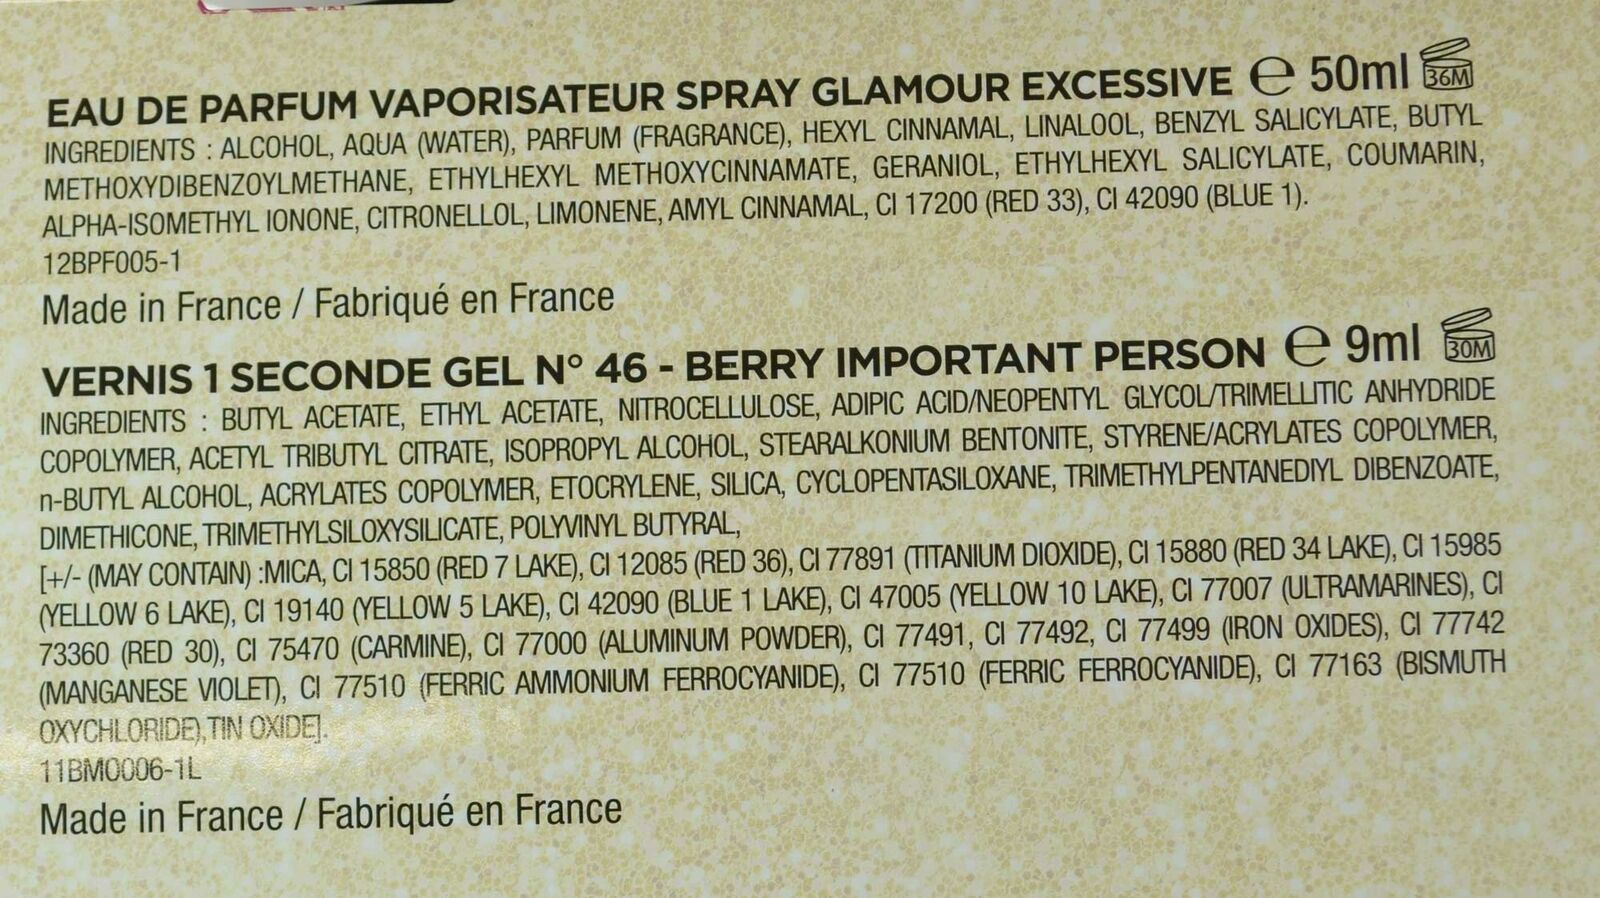 EAU DE PARFUM VAPORISATEUR SPRAY GLAMOUR EXCESSIVE ℮ 50ml 36M
INGREDIENTS : ALCOHOL, AQUA (WATER), PARFUM (FRAGRANCE), HEXYL CINNAMAL, LINALOOL, BENZYL SALICYLATE, BUTYL
METHOXYDIBENZOYLMETHANE, ETHYLHEXYL METHOXYCINNAMATE, GERANIOL, ETHYLHEXYL SALICYLATE, COUMARIN,
ALPHA-ISOMETHYL IONONE, CITRONELLOL, LIMONENE, AMYL CINNAMAL, CI 17200 (RED 33), CI 42090 (BLUE 1).
12BPF005-1
Made in France / Fabriqué en France
VERNIS 1 SECONDE GEL N° 46 - BERRY IMPORTANT PERSON ℮ 9ml 30M
INGREDIENTS : BUTYL ACETATE, ETHYL ACETATE, NITROCELLULOSE, ADIPIC ACID/NEOPENTYL GLYCOL/TRIMELLITIC ANHYDRIDE
COPOLYMER, ACETYL TRIBUTYL CITRATE, ISOPROPYL ALCOHOL, STEARALKONIUM BENTONITE, STYRENE/ACRYLATES COPOLYMER,
n-BUTYL ALCOHOL, ACRYLATES COPOLYMER, ETOCRYLENE, SILICA, CYCLOPENTASILOXANE, TRIMETHYLPENTANEDIYL DIBENZOATE,
DIMETHICONE, TRIMETHYLSILOXYSILICATE, POLYVINYL BUTYRAL,
[+/- (MAY CONTAIN) :MICA, CI 15850 (RED 7 LAKE), CI 12085 (RED 36), CI 77891 (TITANIUM DIOXIDE), CI 15880 (RED 34 LAKE), CI 15985
(YELLOW 6 LAKE), CI 19140 (YELLOW 5 LAKE), CI 42090 (BLUE 1 LAKE), CI 47005 (YELLOW 10 LAKE), CI 77007 (ULTRAMARINES), CI
73360 (RED 30), CI 75470 (CARMINE), CI 77000 (ALUMINUM POWDER), CI 77491, CI 77492, CI 77499 (IRON OXIDES), CI 77742
(MANGANESE VIOLET), CI 77510 (FERRIC AMMONIUM FERROCYANIDE), CI 77510 (FERRIC FERROCYANIDE), CI 77163 (BISMUTH
OXYCHLORIDE), TIN OXIDE].
11BMO006-1L
Made in France / Fabriqué en France